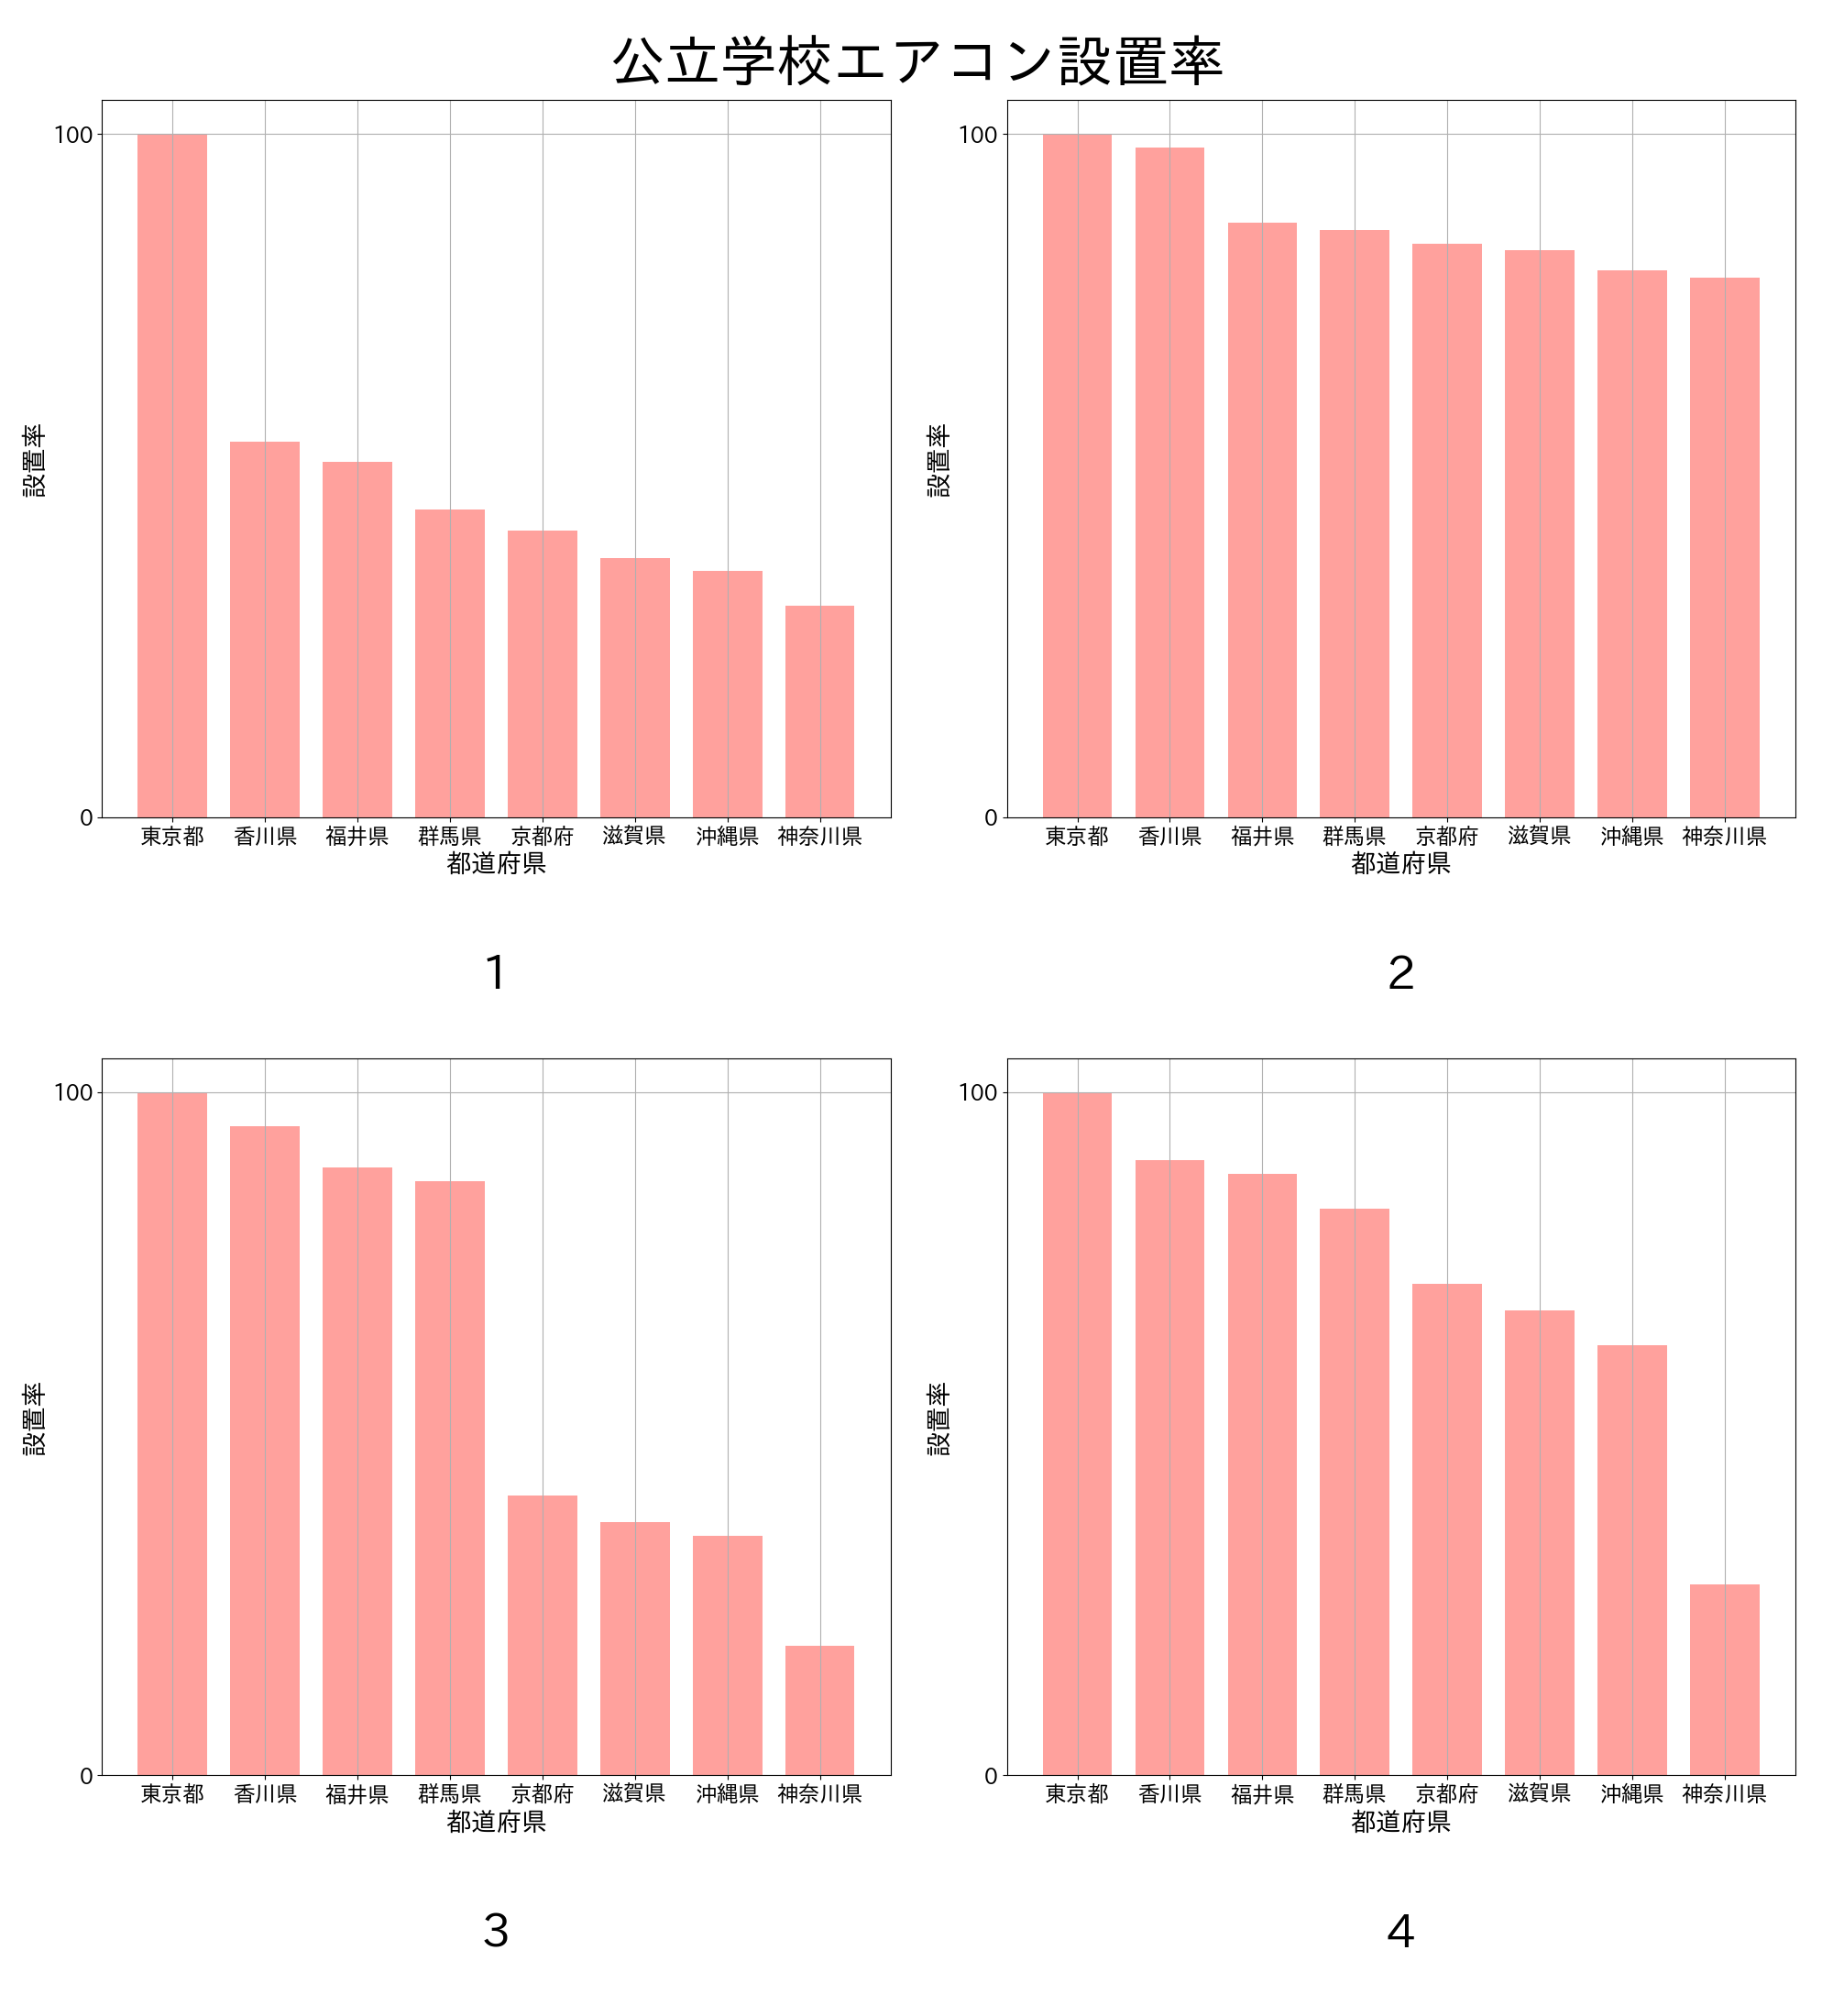 公立学校エアコン設置率
100
0
設置率
東京都 香川県 福井県 群馬県 京都府 滋賀県 沖縄県 神奈川県
都道府県
1
100
0
設置率
東京都 香川県 福井県 群馬県 京都府 滋賀県 沖縄県 神奈川県
都道府県
2
100
0
設置率
東京都 香川県 福井県 群馬県 京都府 滋賀県 沖縄県 神奈川県
都道府県
3
100
0
設置率
東京都 香川県 福井県 群馬県 京都府 滋賀県 沖縄県 神奈川県
都道府県
4